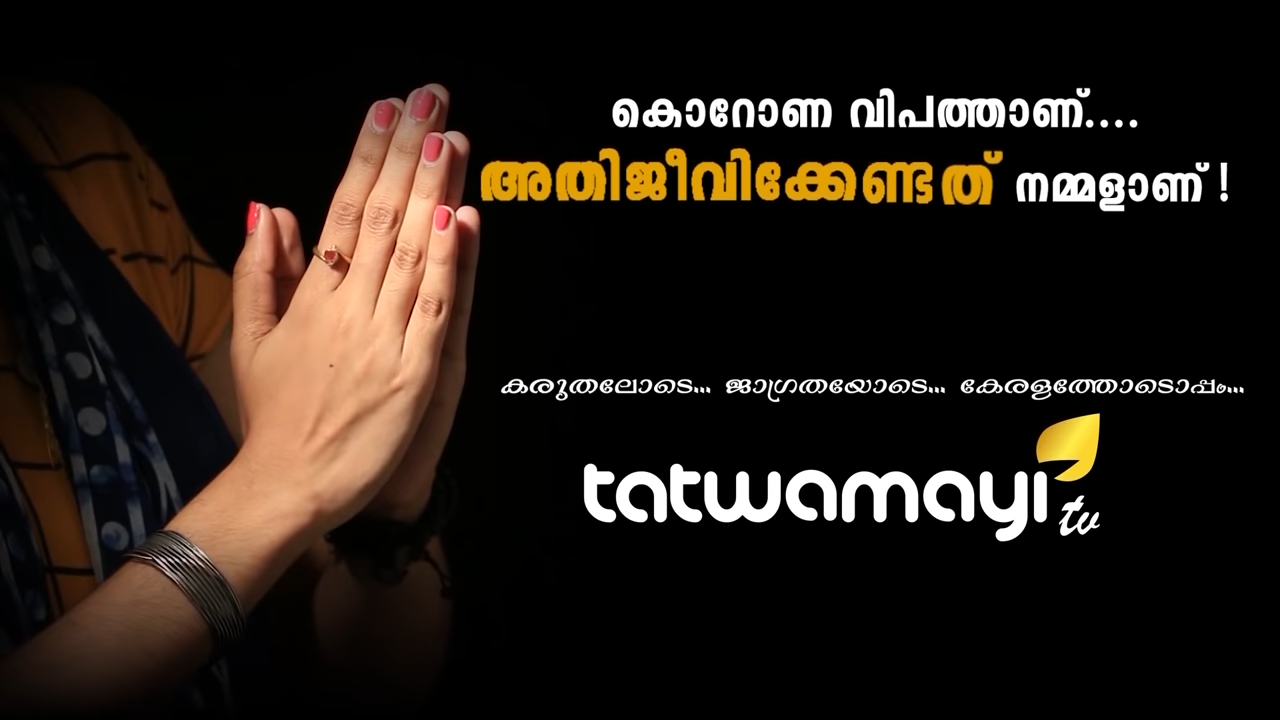 കൊറോണ വിപത്താണ്....
അതിജീവിക്കേണ്ടത് നമ്മളാണ് !
കരുതലോടെ... ജാഗ്രതയോടെ... കേരളത്തോടൊപ്പം...
tatwamayi
tv